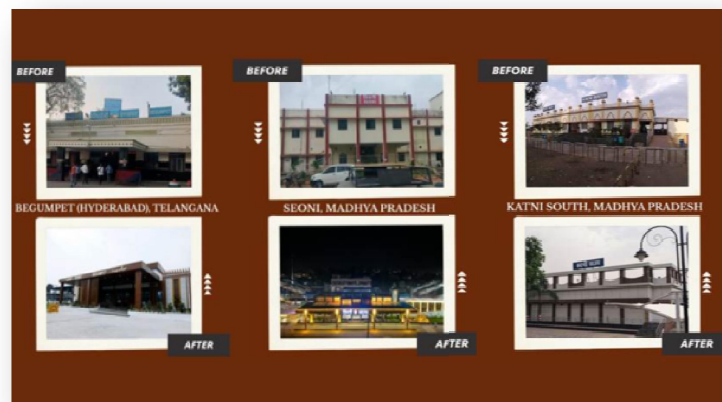 BEFORE
BEFORE
BEFORE
BEGUMPET (HYDERABAD), TELANGANA
SEONI, MADHYA PRADESH
KATNI SOUTH, MADHYA PRADESH
AFTER
AFTER
AFTER